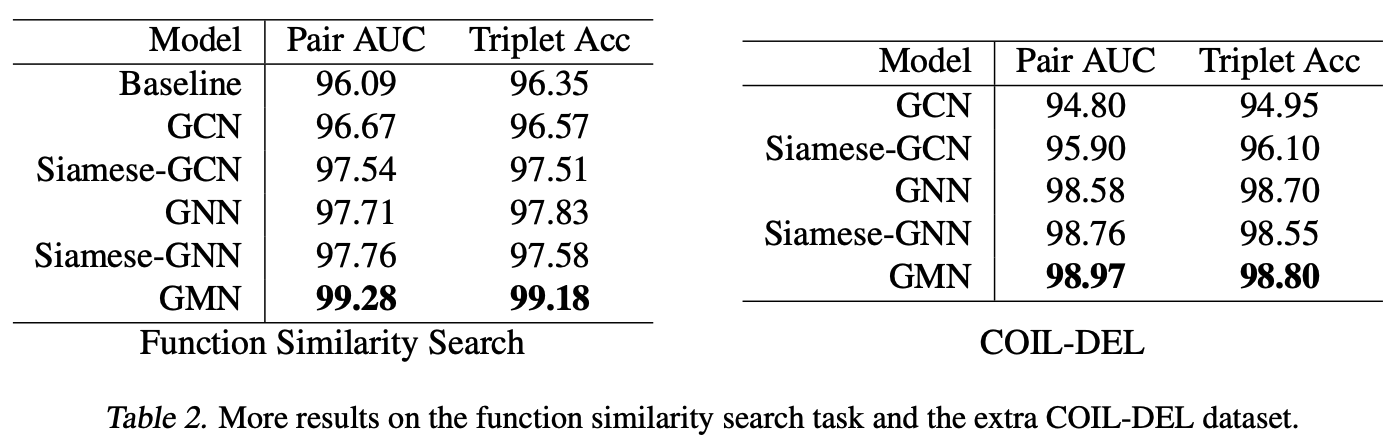 Model Pair AUC Triplet Acc
Baseline 96.09 96.35
GCN 96.67 96.57
Siamese-GCN 97.54 97.51
GNN 97.71 97.83
Siamese-GNN 97.76 97.58
GMN 99.28 99.18
Function Similarity Search
Model Pair AUC Triplet Acc
GCN 94.80 94.95
Siamese-GCN 95.90 96.10
GNN 98.58 98.70
Siamese-GNN 98.76 98.55
GMN 98.97 98.80
COIL-DEL
Table 2. More results on the function similarity search task and the extra COIL-DEL dataset.